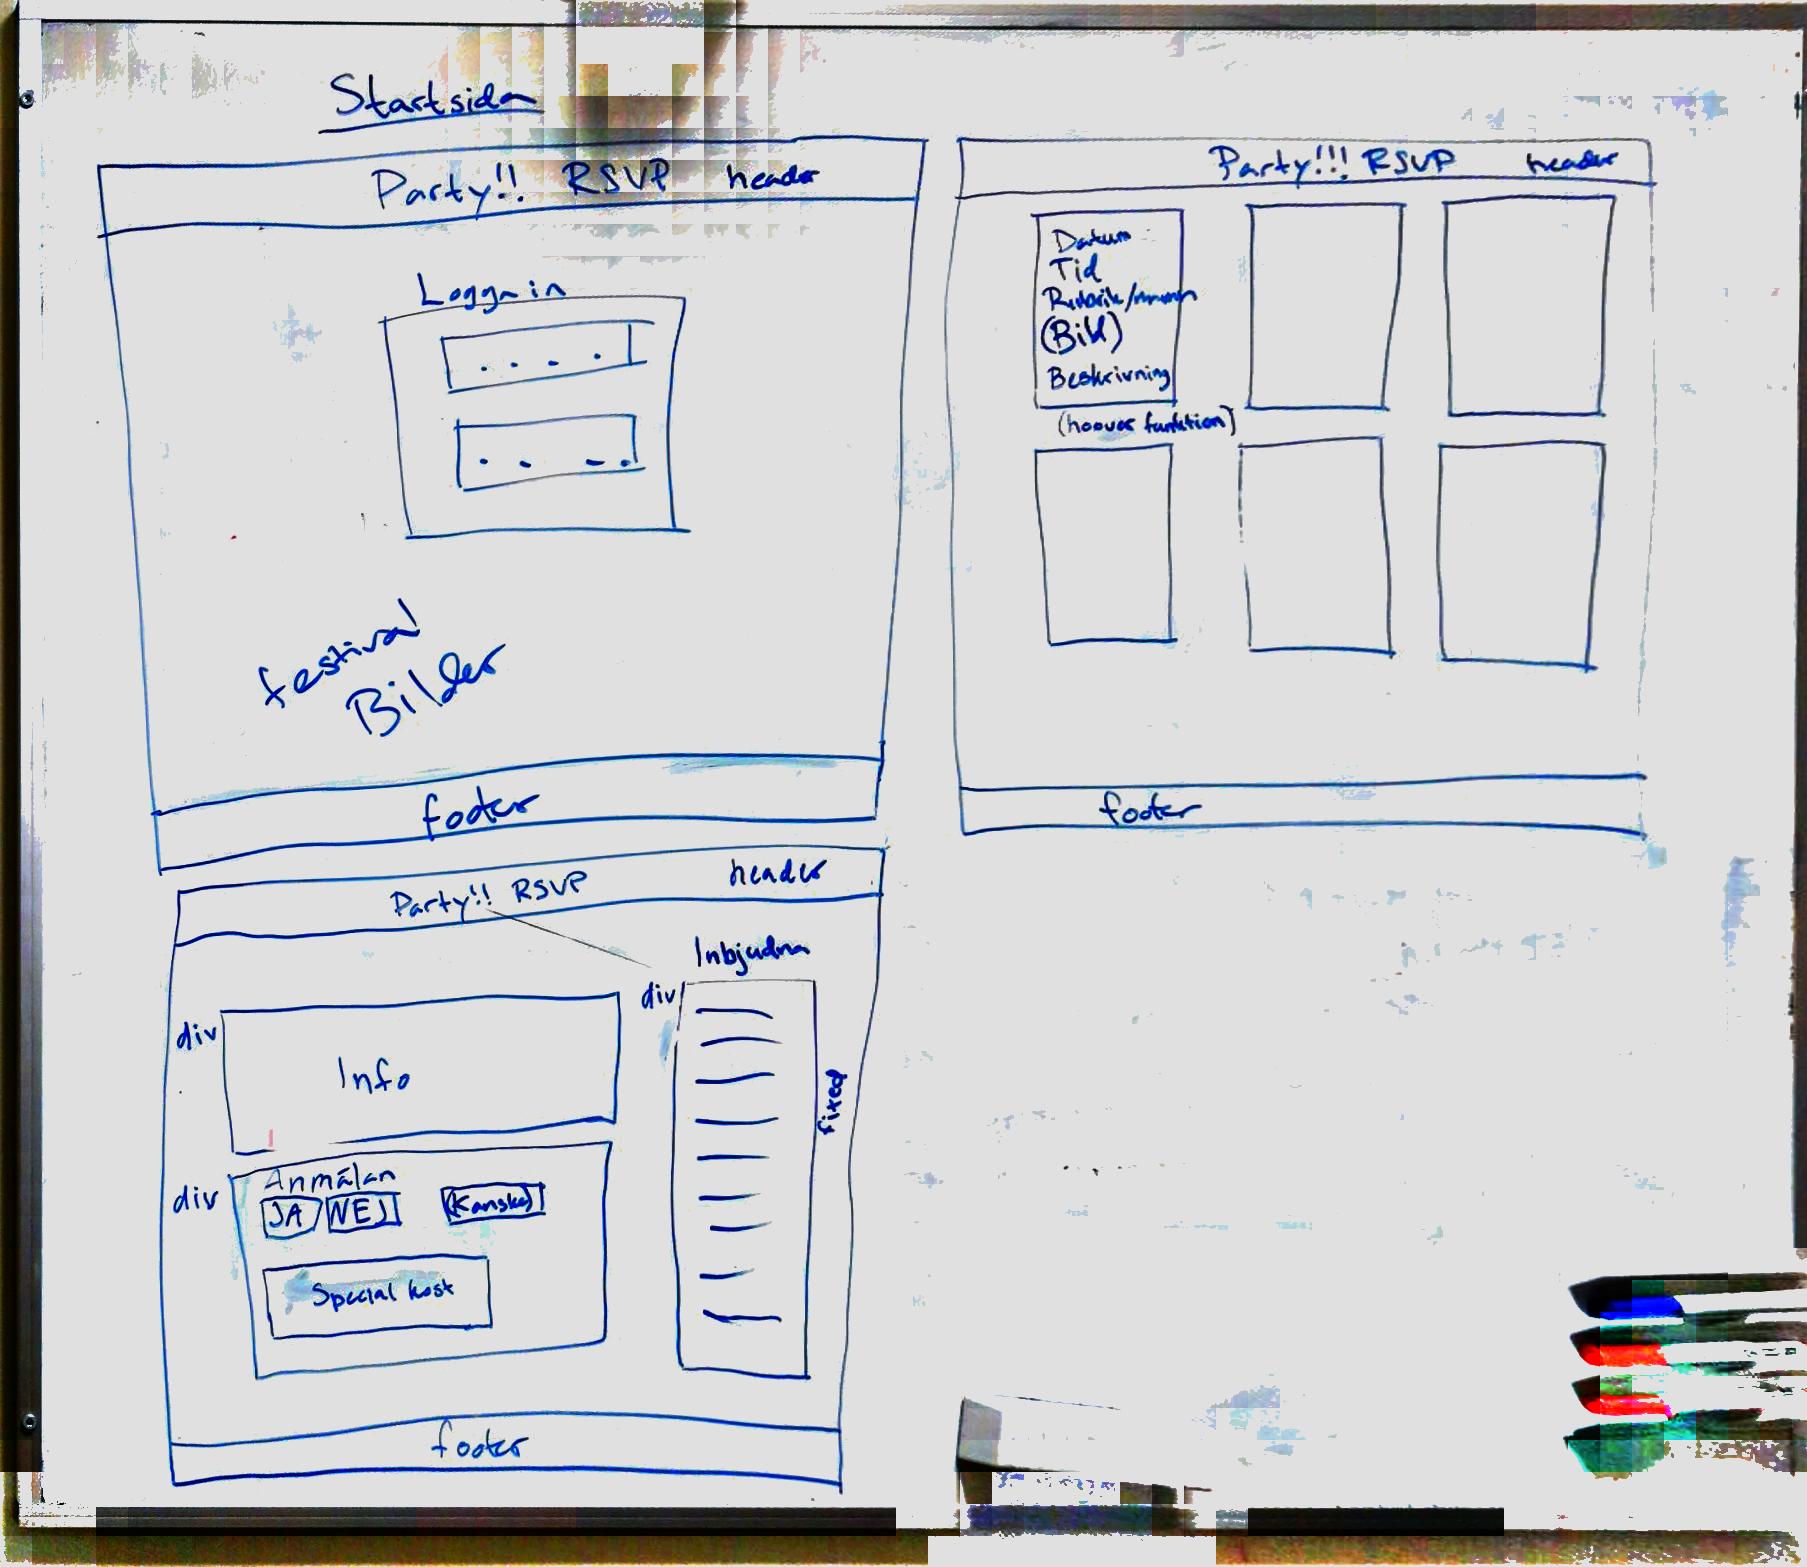 Startsida
Party!! RSVP header
Logga in
festival
Bilder
footer
Party!!! RSVP header
Datum
Tid
Rubrik/namn
(Bild)
Beskrivning
(hoover funktion)
footer
Party!! RSVP header
Inbjudna
div
div
Info
fixed
div
Anmälan
JA NEJ (Kanske)
Special kost
footer